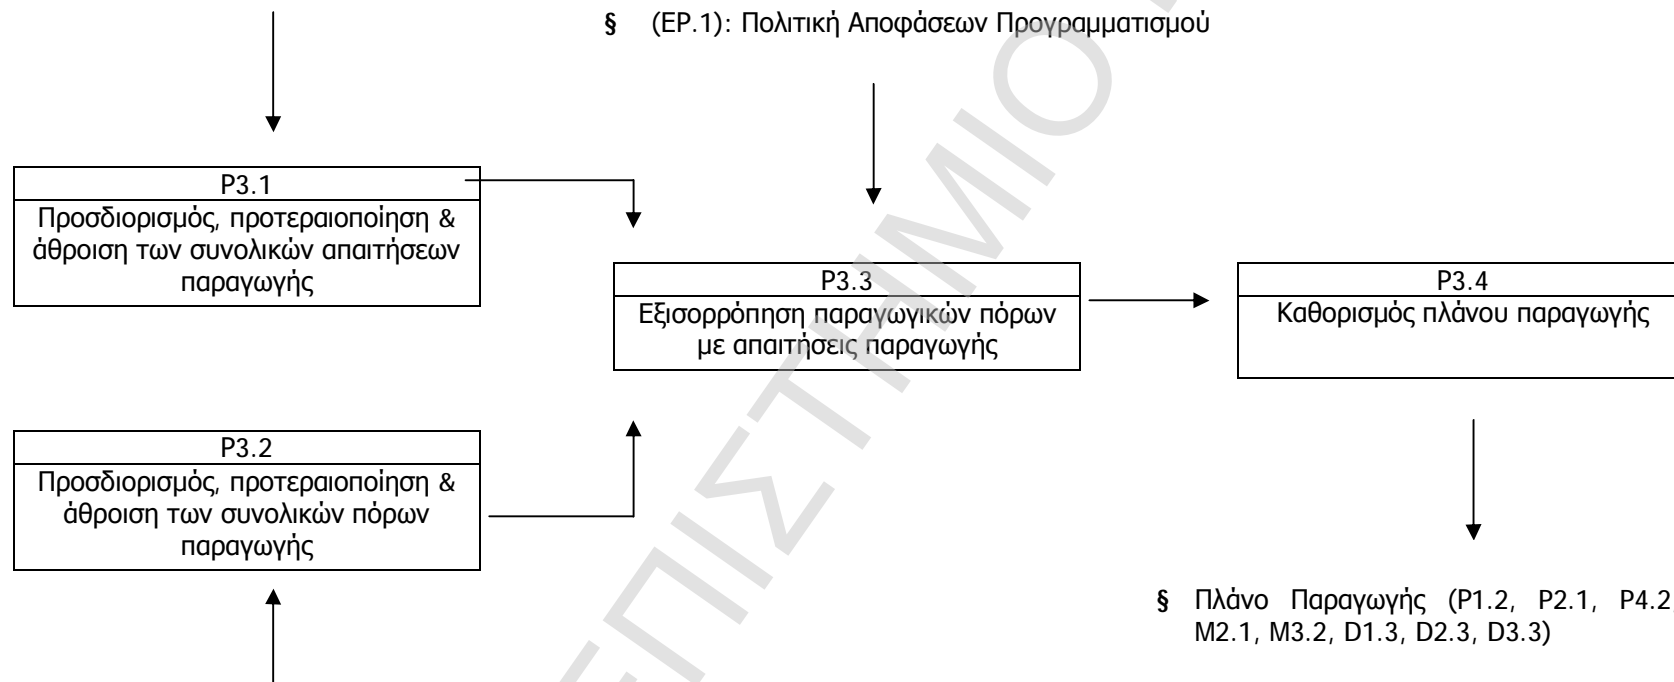 § (EP.1): Πολιτική Αποφάσεων Προγραμματισμού
P3.1
Προσδιορισμός, προτεραιοποίηση &
άθροιση των συνολικών απαιτήσεων
παραγωγής
P3.3
Εξισορρόπηση παραγωγικών πόρων
με απαιτήσεις παραγωγής
P3.4
Καθορισμός πλάνου παραγωγής
P3.2
Προσδιορισμός, προτεραιοποίηση &
άθροιση των συνολικών πόρων
παραγωγής
§ Πλάνο Παραγωγής (P1.2, P2.1, P4.2,
M2.1, M3.2, D1.3, D2.3, D3.3)